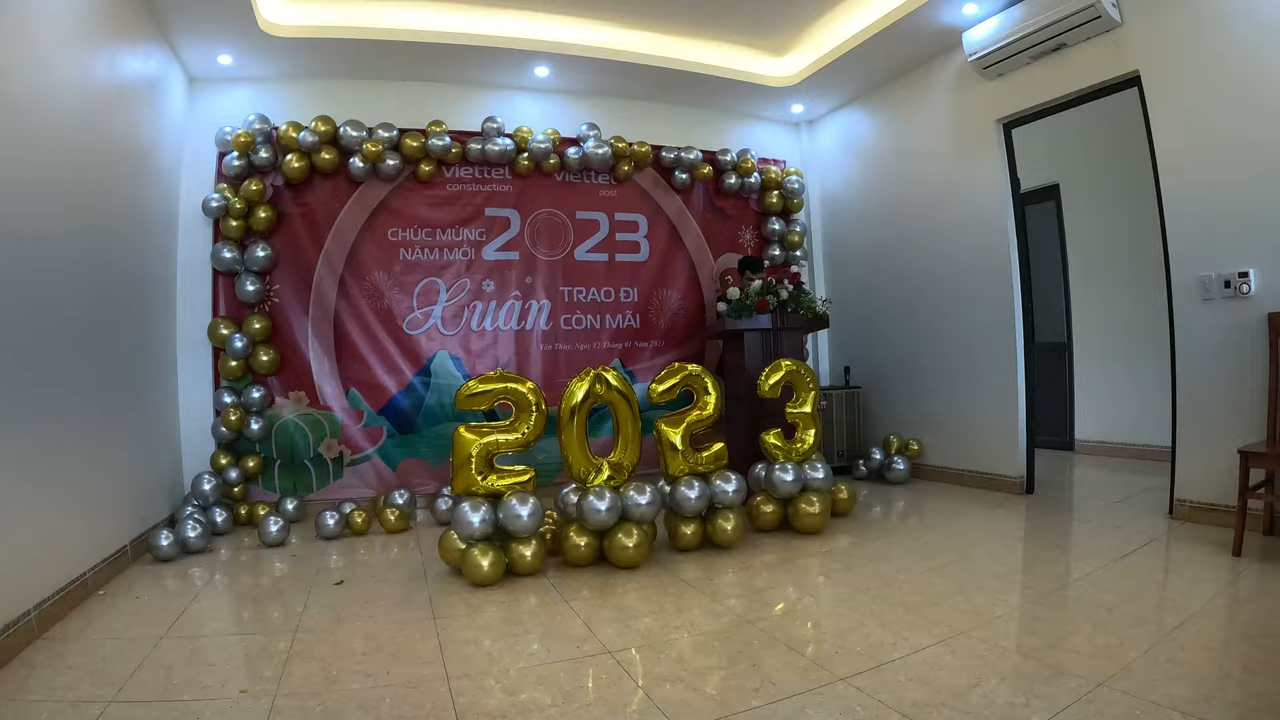 viettel viettel
construction post
CHÚC MỪNG 2023
NĂM MỚI
Xuân TRAO ĐI
CÒN MÃI
Yên Thủy, Ngày 12 Tháng 01 Năm 2023
2023